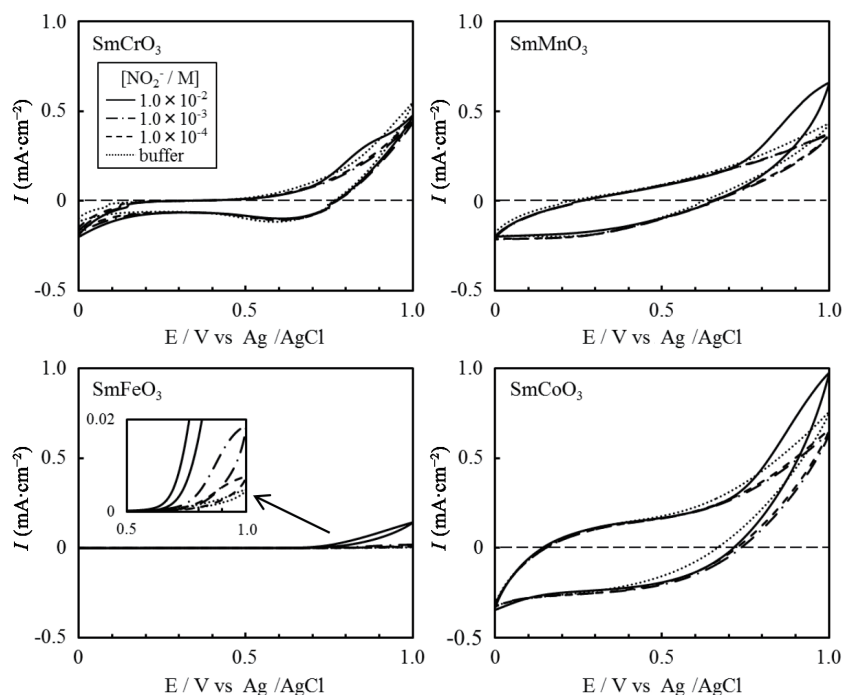 SmCrO₃
[NO₂⁻ / M]
1.0 × 10⁻²
1.0 × 10⁻³
1.0 × 10⁻⁴
buffer
1.0
0.5
0
-0.5
I (mA·cm⁻²)
0 0.5 1.0
E / V vs Ag /AgCl
SmMnO₃
1.0
0.5
0
-0.5
I (mA·cm⁻²)
0 0.5 1.0
E / V vs Ag /AgCl
SmFeO₃
0.02
0
0.5 1.0
1.0
0.5
0
-0.5
I (mA·cm⁻²)
0 0.5 1.0
E / V vs Ag /AgCl
SmCoO₃
1.0
0.5
0
-0.5
I (mA·cm⁻²)
0 0.5 1.0
E / V vs Ag /AgCl